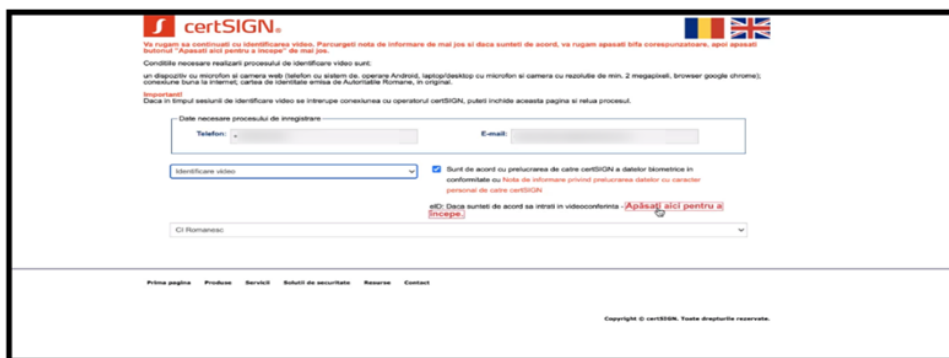 certSIGN®
Va rugam sa continuati cu identificarea video. Parcurgeti nota de informare de mai jos si daca sunteti de acord, va rugam apasati bifa corespunzatoare, apoi apasati
butonul "Apasati aici pentru a incepe" de mai jos.
Conditiile necesare realizarii procesului de identificare video sunt:
un dispozitiv cu microfon si camera web (telefon cu sistem de. operare Android, laptop/desktop cu microfon si camera cu rezolutie de min. 2 megapixeli, browser google chrome);
conexiune buna la internet; cartea de identitate emisa de Autoritatile Romane, in original.
Important!
Daca in timpul sesiunii de identificare video se intrerupe conexiunea cu operatorul certSIGN, puteti inchide aceasta pagina si relua procesul.
Date necesare procesului de inregistrare
Telefon: E-mail:
Identificare video
Sunt de acord cu prelucrarea de catre certSIGN a datelor biometrice in
conformitate cu Nota de informare privind prelucrarea datelor cu caracter
personal de catre certSIGN
eID: Daca sunteti de acord sa intrati in videoconferinta - Apăsați aici pentru a
începe.
CI Romanesc
Prima pagina Produse Servicii Solutii de securitate Resurse Contact
Copyright © certSIGN. Toate drepturile rezervate.